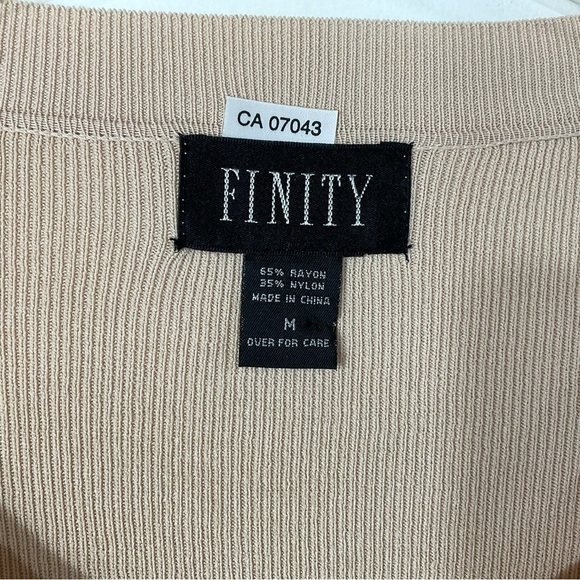 CA 07043
FINITY
65% RAYON
35% NYLON
MADE IN CHINA
M
OVER FOR CARE